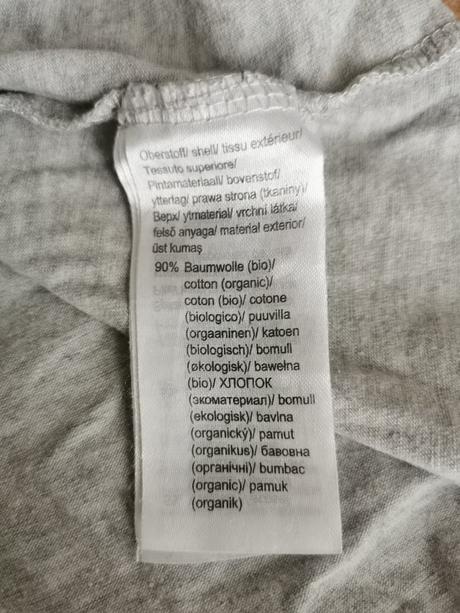 Oberstoff/ shell/ tissu extérieur/
Tessuto superiore/
Pintamateriaali/ bovenstof/
yttertag/ prawa strona (tkaniny)/
Верх/ ytmaterial/ vrchní látka/
felső anyaga/ material exterior/
üst kumaş
90% Baumwolle (bio)/
cotton (organic)/
coton (bio)/ cotone
(biologico)/ puuvilla
(orgaaninen)/ katoen
(biologisch)/ bomull
(økologisk)/ bawełna
(bio)/ ХЛОПОК
(экоматериал)/ bomull
(ekologisk)/ bavlna
(organický)/ pamut
(organikus)/ бавовна
(органічні)/ bumbac
(organic)/ pamuk
(organik)